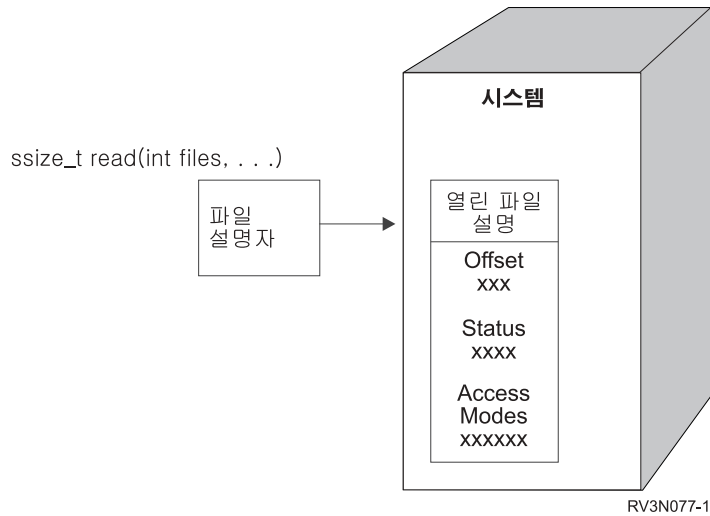 시스템
ssize_t read(int files, . . .)
파일
설명자
열린 파일
설명
Offset
xxx
Status
xxxx
Access
Modes
xxxxxx
RV3N077-1